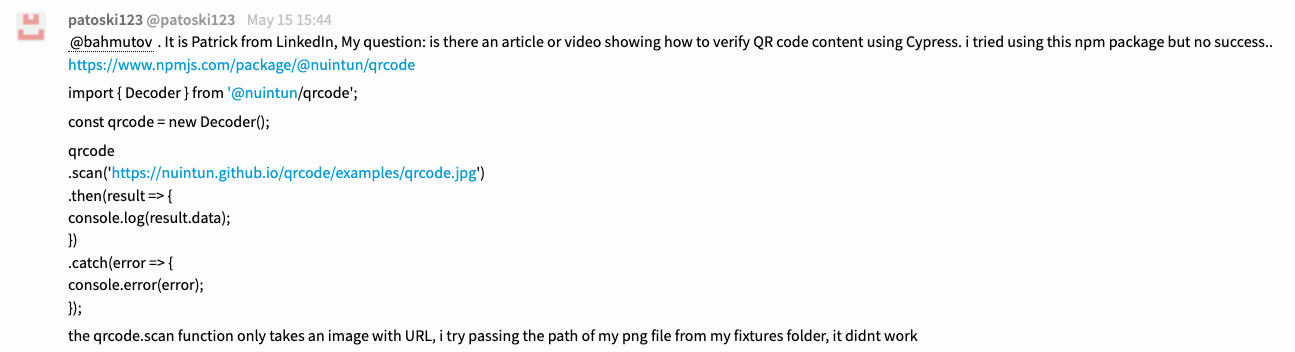 patoski123 @patoski123 May 15 15:44
@bahmutov . It is Patrick from LinkedIn, My question: is there an article or video showing how to verify QR code content using Cypress. i tried using this npm package but no success..
https://www.npmjs.com/package/@nuintun/qrcode
import { Decoder } from '@nuintun/qrcode';
const qrcode = new Decoder();
qrcode
.scan('https://nuintun.github.io/qrcode/examples/qrcode.jpg')
.then(result => {
console.log(result.data);
})
.catch(error => {
console.error(error);
});
the qrcode.scan function only takes an image with URL, i try passing the path of my png file from my fixtures folder, it didnt work